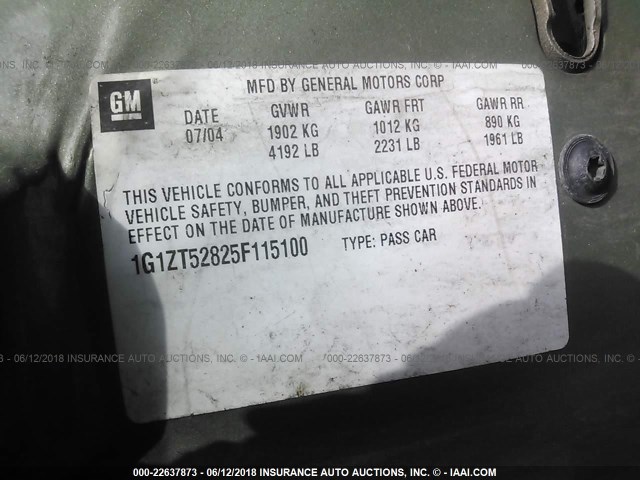 GM
MFD BY GENERAL MOTORS CORP
DATE GVWR GAWR FRT GAWR RR
07/04 1902 KG 1012 KG 890 KG
4192 LB 2231 LB 1961 LB
THIS VEHICLE CONFORMS TO ALL APPLICABLE U.S. FEDERAL MOTOR
VEHICLE SAFETY, BUMPER, AND THEFT PREVENTION STANDARDS IN
EFFECT ON THE DATE OF MANUFACTURE SHOWN ABOVE.
1G1ZT52825F115100 TYPE: PASS CAR
000-22637873 - 06/12/2018 INSURANCE AUTO AUCTIONS, INC. - © IAAI.COM